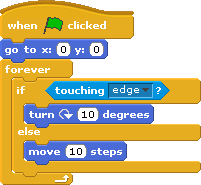 when clicked
go to x: 0 y: 0
forever
if touching edge ?
turn 10 degrees
else
move 10 steps